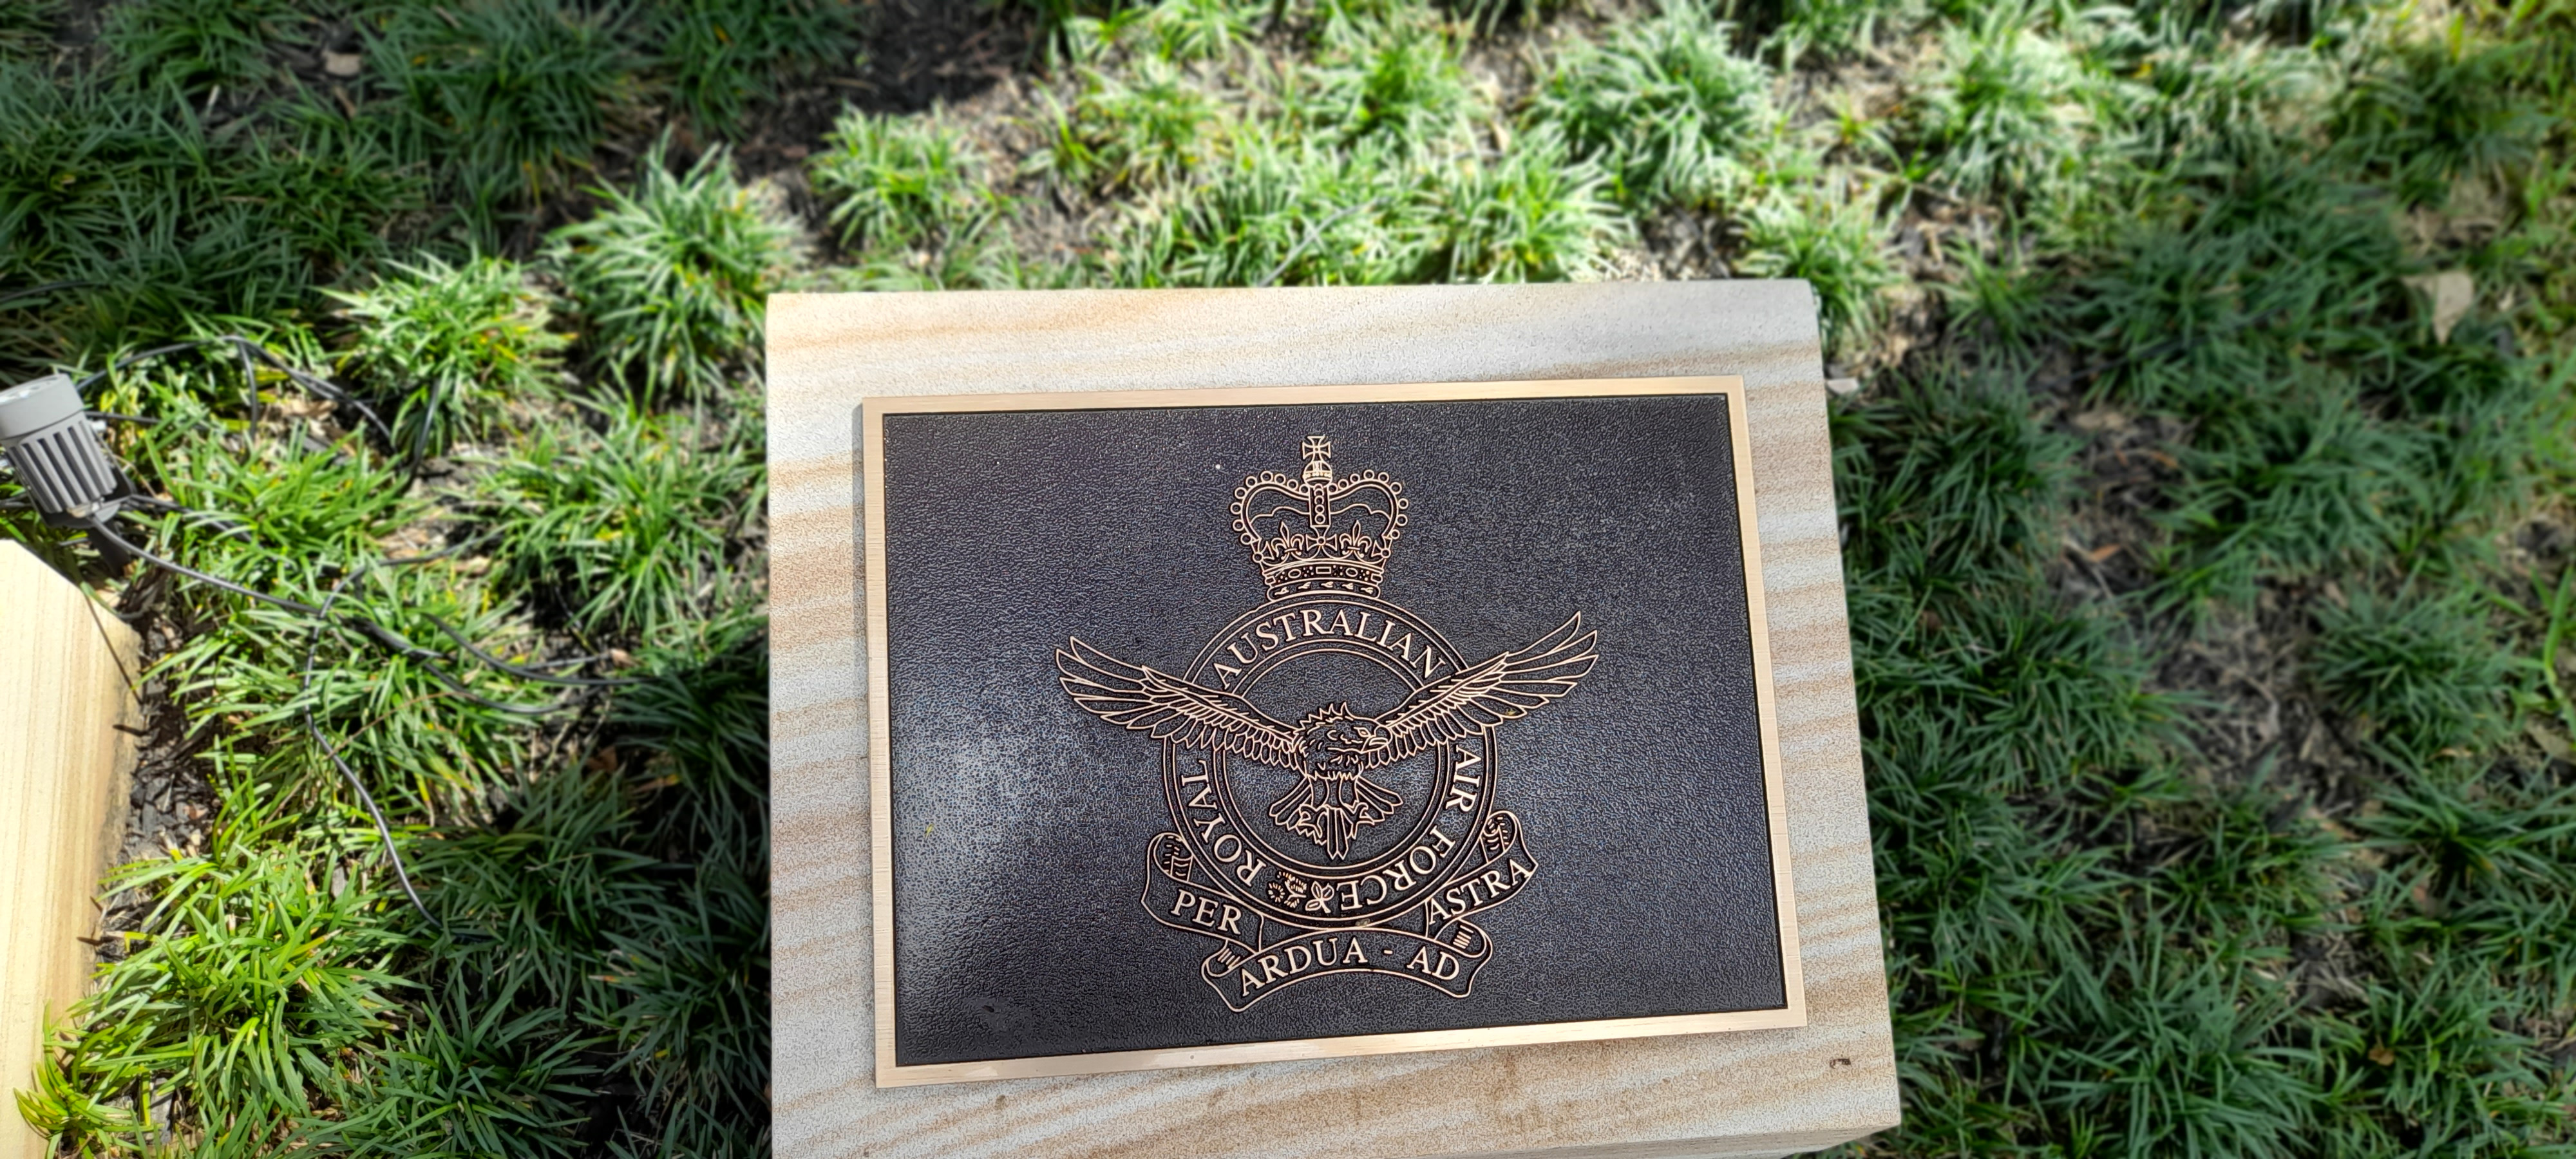 ROYAL AUSTRALIAN AIR FORCE
PER ARDUA - AD ASTRA